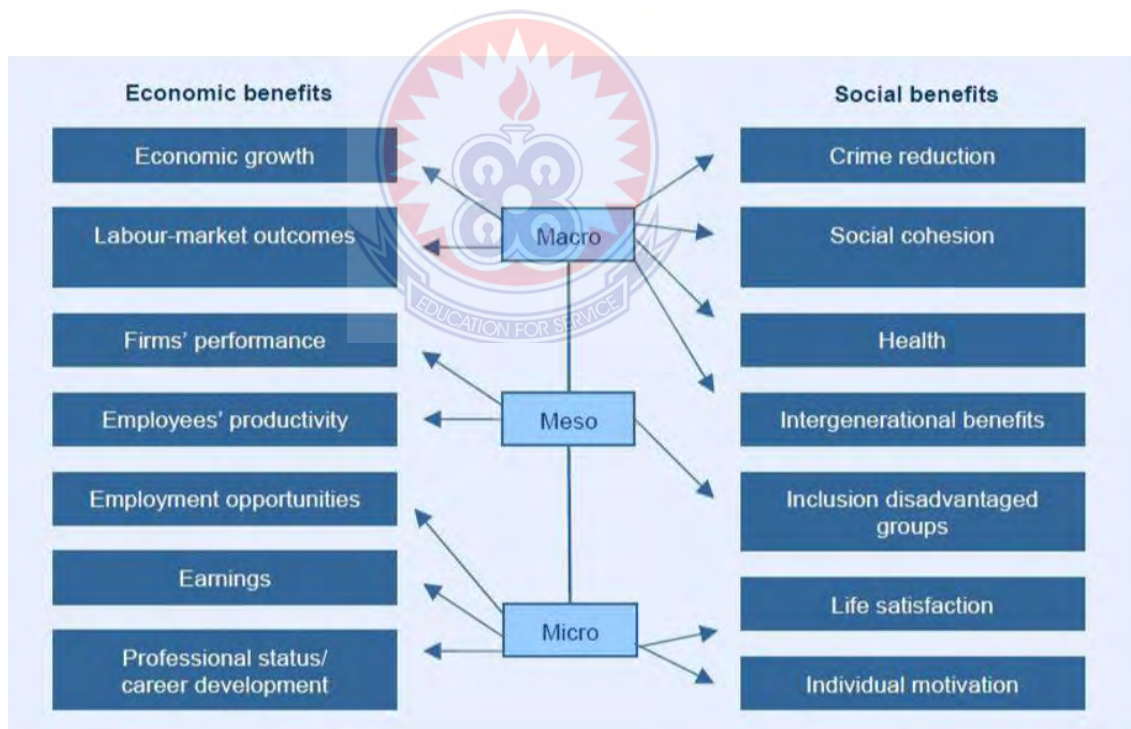 Economic benefits
Economic growth
Labour-market outcomes
Firms' performance
Employees' productivity
Employment opportunities
Earnings
Professional status/
career development
Macro
Meso
Micro
EDUCATION FOR SERVICE
Social benefits
Crime reduction
Social cohesion
Health
Intergenerational benefits
Inclusion disadvantaged
groups
Life satisfaction
Individual motivation